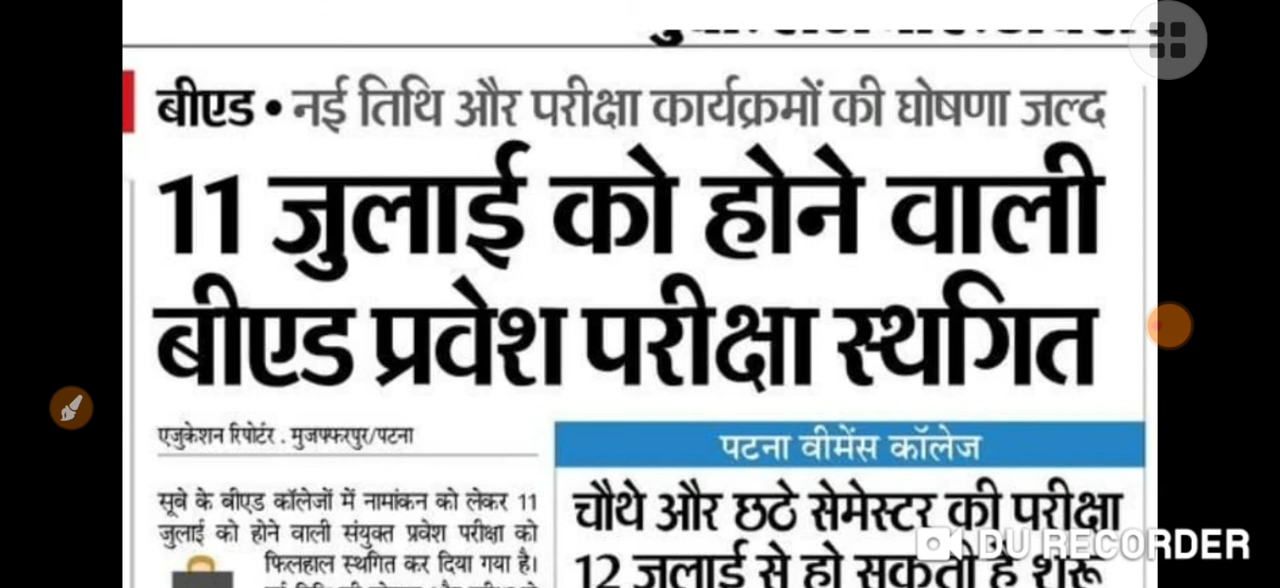 बीएड • नई तिथि और परीक्षा कार्यक्रमों की घोषणा जल्द
11 जुलाई को होने वाली
बीएड प्रवेश परीक्षा स्थगित
एजुकेशन रिपोर्टर . मुजफ्फरपुर/पटना
सूबे के बीएड कॉलेजों में नामांकन को लेकर 11
जुलाई को होने वाली संयुक्त प्रवेश परीक्षा को
फिलहाल स्थगित कर दिया गया है।
पटना वीमेंस कॉलेज
चौथे और छठे सेमेस्टर की परीक्षा
12 जुलाई से हो सकती है शुरू
DU RECORDER